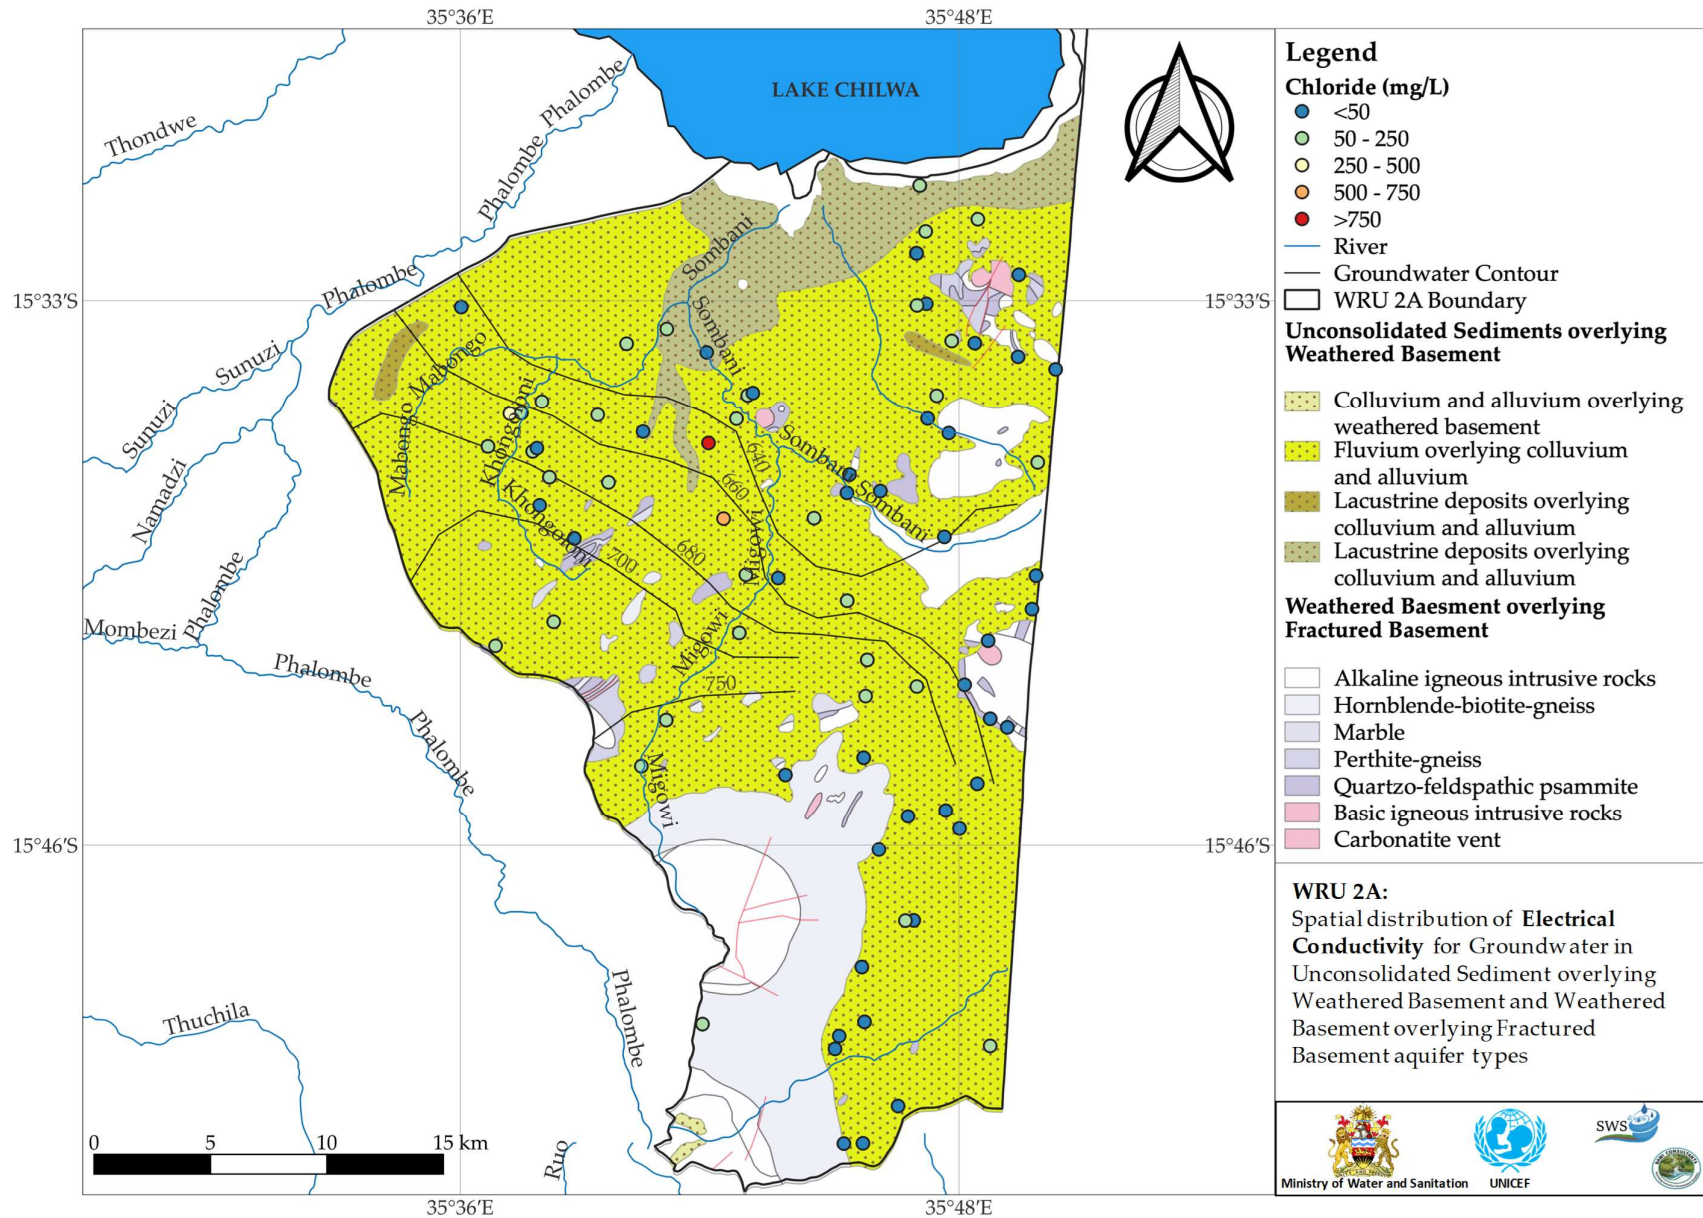 35°36′E
35°48′E
LAKE CHILWA
Thondwe
Phalombe
Phalombe
Phalombe
Sombani
15°33′S
15°33′S
Sunuzi
Sunuzi
Sombani
Mabongo
Mabongo
Khongoloni
Khongoloni
Namadzi
Sombani
Sombani
640
660
680
700
750
Migowi
Migowi
Migowi
Phalombe
Mombezi
Phalombe
Phalombe
15°46′S
15°46′S
Phalombe
Thuchila
Ruo
0 5 10 15 km
35°36′E
35°48′E
Legend
Chloride (mg/L)
<50
50 - 250
250 - 500
500 - 750
>750
River
Groundwater Contour
WRU 2A Boundary
Unconsolidated Sediments overlying
Weathered Basement
Colluvium and alluvium overlying
weathered basement
Fluvium overlying colluvium
and alluvium
Lacustrine deposits overlying
colluvium and alluvium
Lacustrine deposits overlying
colluvium and alluvium
Weathered Baesment overlying
Fractured Basement
Alkaline igneous intrusive rocks
Hornblende-biotite-gneiss
Marble
Perthite-gneiss
Quartzo-feldspathic psammite
Basic igneous intrusive rocks
Carbonatite vent
WRU 2A:
Spatial distribution of Electrical
Conductivity for Groundwater in
Unconsolidated Sediment overlying
Weathered Basement and Weathered
Basement overlying Fractured
Basement aquifer types
Ministry of Water and Sanitation
UNICEF
SWS